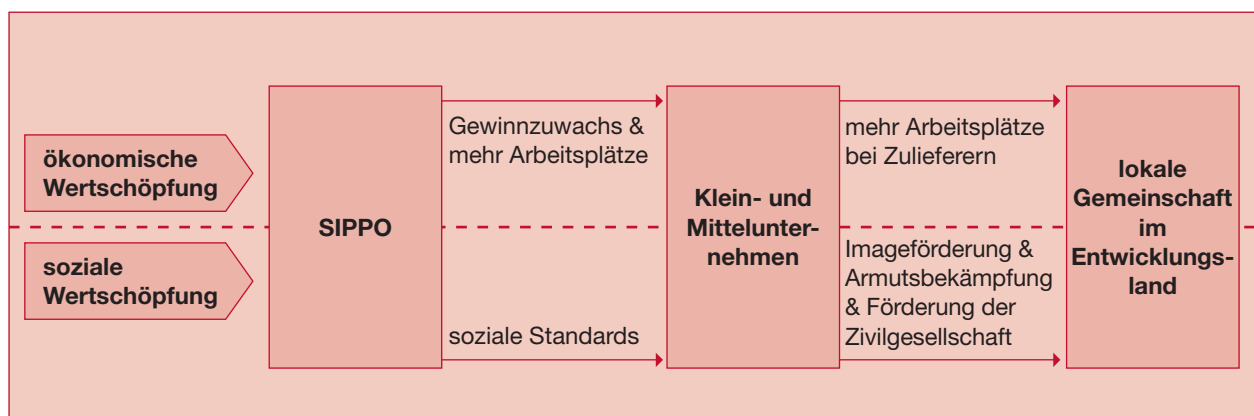 ökonomische
Wertschöpfung
soziale
Wertschöpfung
SIPPO
Gewinnzuwachs &
mehr Arbeitsplätze
soziale Standards
Klein- und
Mittelunter-
nehmen
mehr Arbeitsplätze
bei Zulieferern
Imageförderung &
Armutsbekämpfung
& Förderung der
Zivilgesellschaft
lokale
Gemeinschaft
im
Entwicklungs-
land